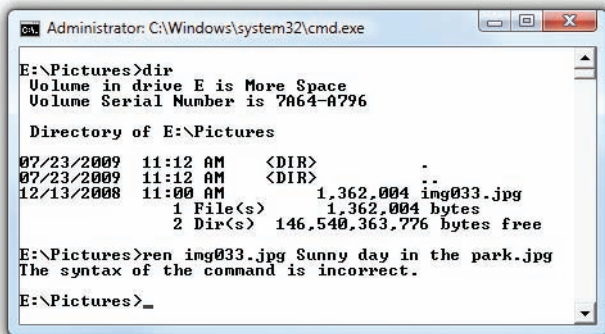 Administrator: C:\Windows\system32\cmd.exe
E:\Pictures>dir
Volume in drive E is More Space
Volume Serial Number is 7A64-A796
Directory of E:\Pictures
07/23/2009 11:12 AM <DIR> .
07/23/2009 11:12 AM <DIR> ..
12/13/2008 11:00 AM 1,362,004 img033.jpg
1 File(s) 1,362,004 bytes
2 Dir(s) 146,540,363,776 bytes free
E:\Pictures>ren img033.jpg Sunny day in the park.jpg
The syntax of the command is incorrect.
E:\Pictures>_